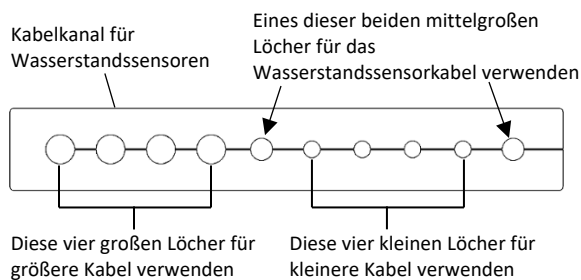 Kabelkanal für
Wasserstandssensoren
Eines dieser beiden mittelgroßen
Löcher für das
Wasserstandssensorkabel verwenden
Diese vier großen Löcher für
größere Kabel verwenden
Diese vier kleinen Löcher für
kleinere Kabel verwenden